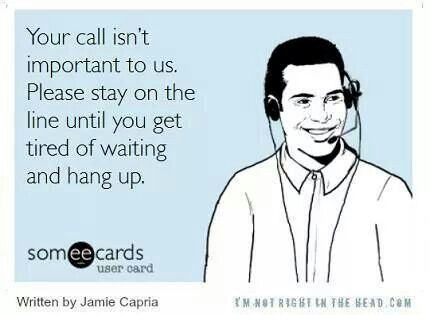 Your call isn't
important to us.
Please stay on the
line until you get
tired of waiting
and hang up.
someecards
user card
Written by Jamie Capria
I'M NOT RIGHT IN THE HEAD.COM